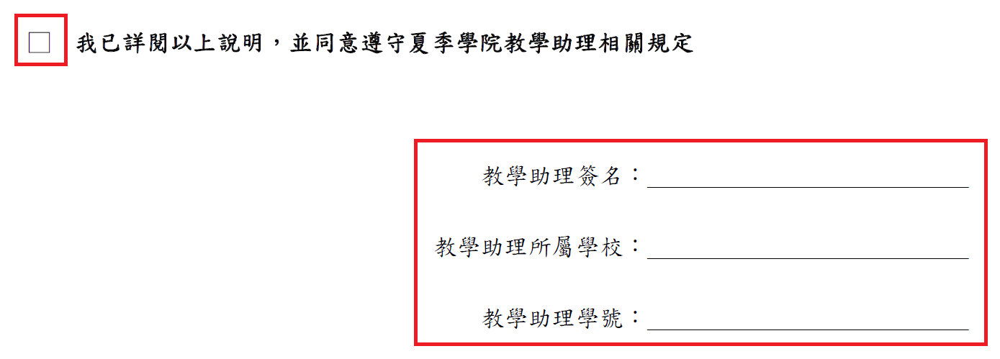 □ 我已詳閱以上說明，並同意遵守夏季學院教學助理相關規定
教學助理簽名：
教學助理所屬學校：
教學助理學號：